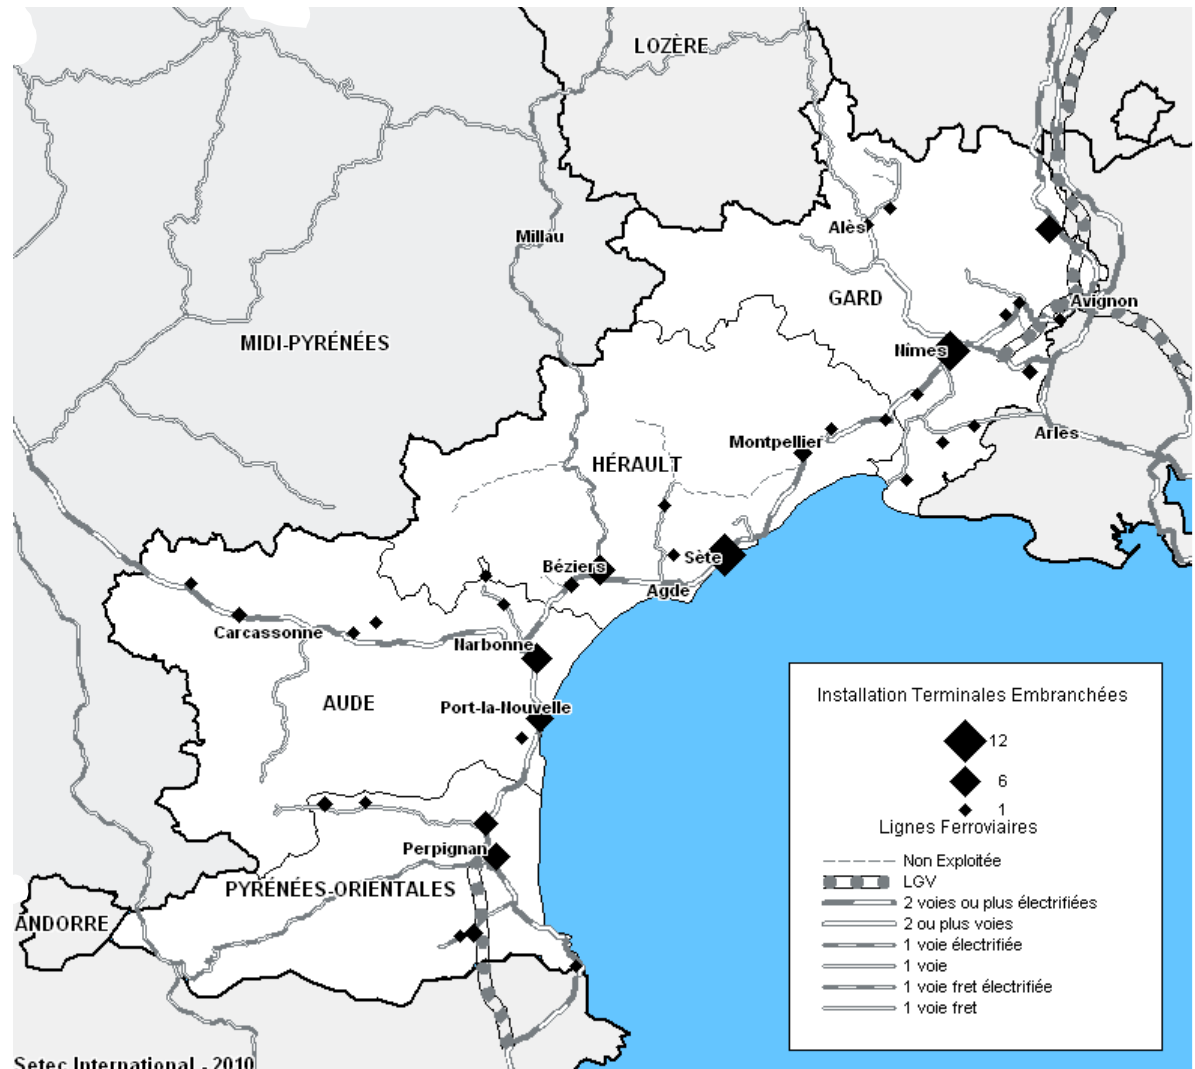 LOZÈRE
Alès
Millau
GARD
Avignon
MIDI-PYRÉNÉES
Nîmes
Arles
Montpellier
HÉRAULT
Sète
Béziers
Agde
Carcassonne
Narbonne
AUDE
Port-la-Nouvelle
Perpignan
PYRÉNÉES-ORIENTALES
ANDORRE
Installation Terminales Embranchées
12
6
1
Lignes Ferroviaires
Non Exploitée
LGV
2 voies ou plus électrifiées
2 ou plus voies
1 voie électrifiée
1 voie
1 voie fret électrifiée
1 voie fret
Setec International - 2010